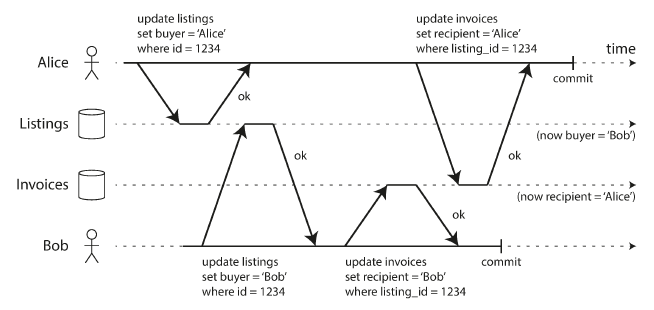 update listings
set buyer = 'Alice'
where id = 1234
update invoices
set recipient = 'Alice'
where listing_id = 1234
time
Alice
ok
commit
Listings
(now buyer = 'Bob')
ok
ok
Invoices
(now recipient = 'Alice')
ok
Bob
update listings
set buyer = 'Bob'
where id = 1234
update invoices
set recipient = 'Bob'
where listing_id = 1234
commit